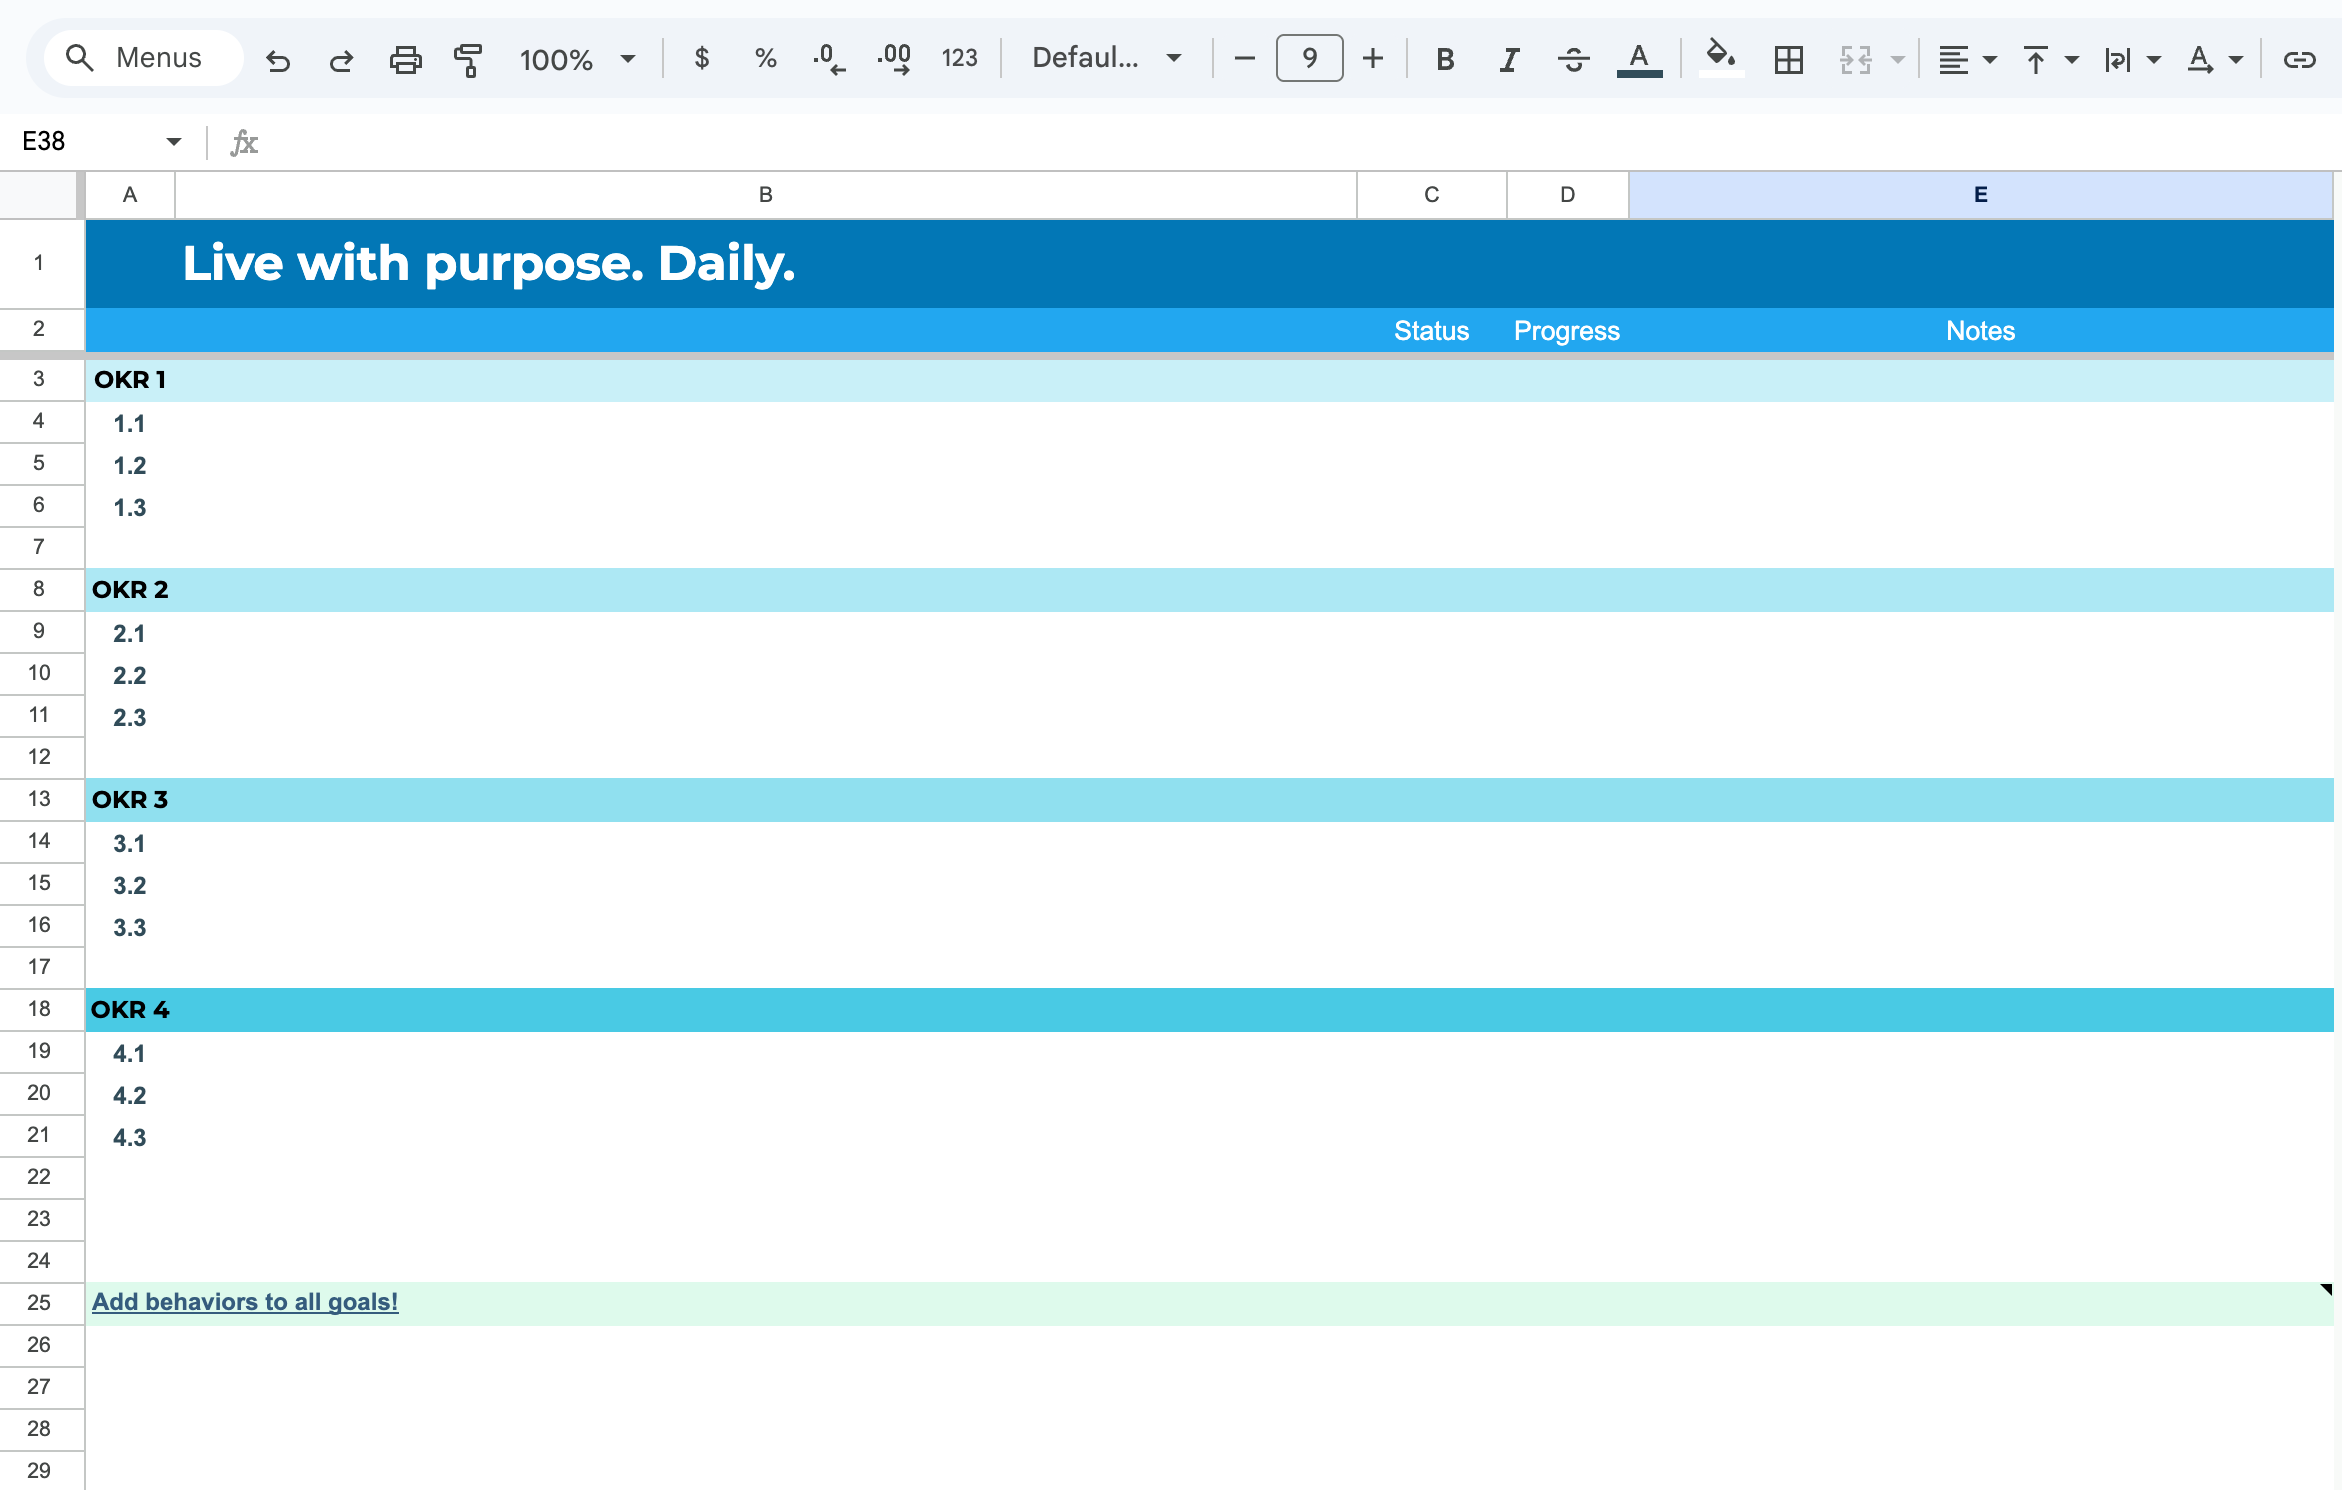 Menus 100% $ % .0 .00 123 Defaul... 9 B I S A A
E38 fx
A B C D E
1 Live with purpose. Daily.
2 Status Progress Notes
3 OKR 1
4 1.1
5 1.2
6 1.3
7
8 OKR 2
9 2.1
10 2.2
11 2.3
12
13 OKR 3
14 3.1
15 3.2
16 3.3
17
18 OKR 4
19 4.1
20 4.2
21 4.3
22
23
24
25 Add behaviors to all goals!
26
27
28
29